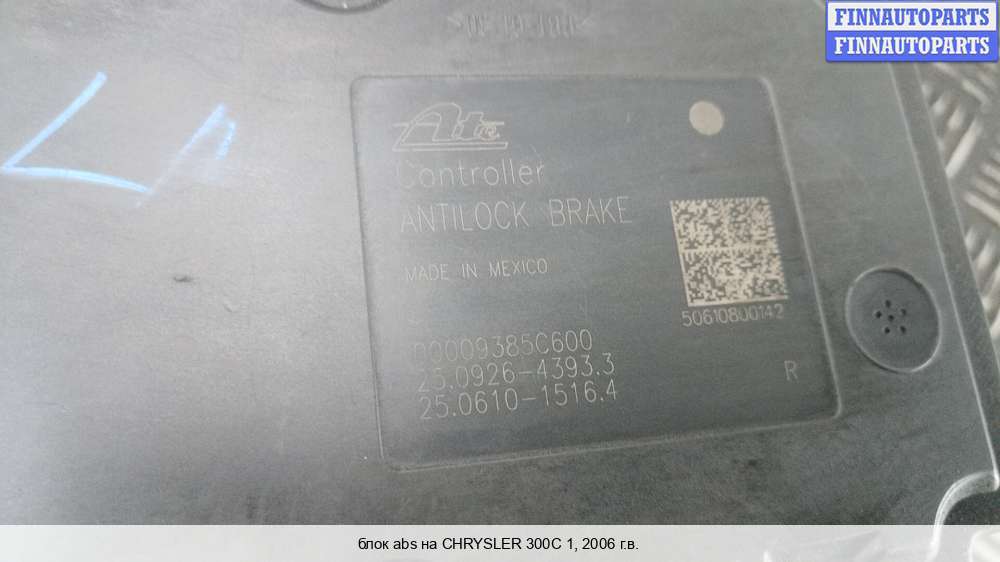 FINNAUTOPARTS
FINNAUTOPARTS
Ate
Controller
ANTILOCK BRAKE
MADE IN MEXICO
50610800142
00009385C600
25.0926-4393.3
25.0610-1516.4
R
блок abs на CHRYSLER 300C 1, 2006 г.в.